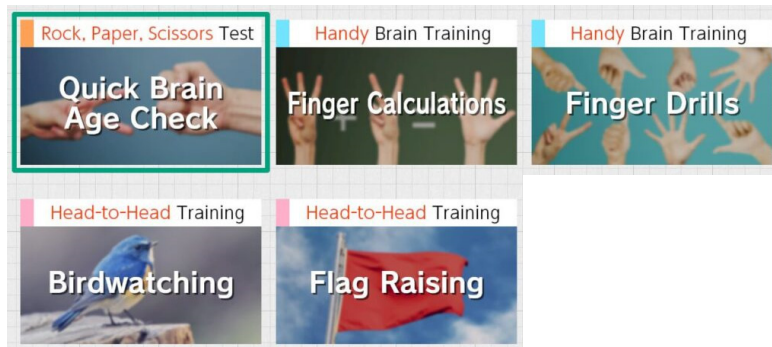 Rock, Paper, Scissors Test
Quick Brain
Age Check
Handy Brain Training
Finger Calculations
Handy Brain Training
Finger Drills
Head-to-Head Training
Birdwatching
Head-to-Head Training
Flag Raising